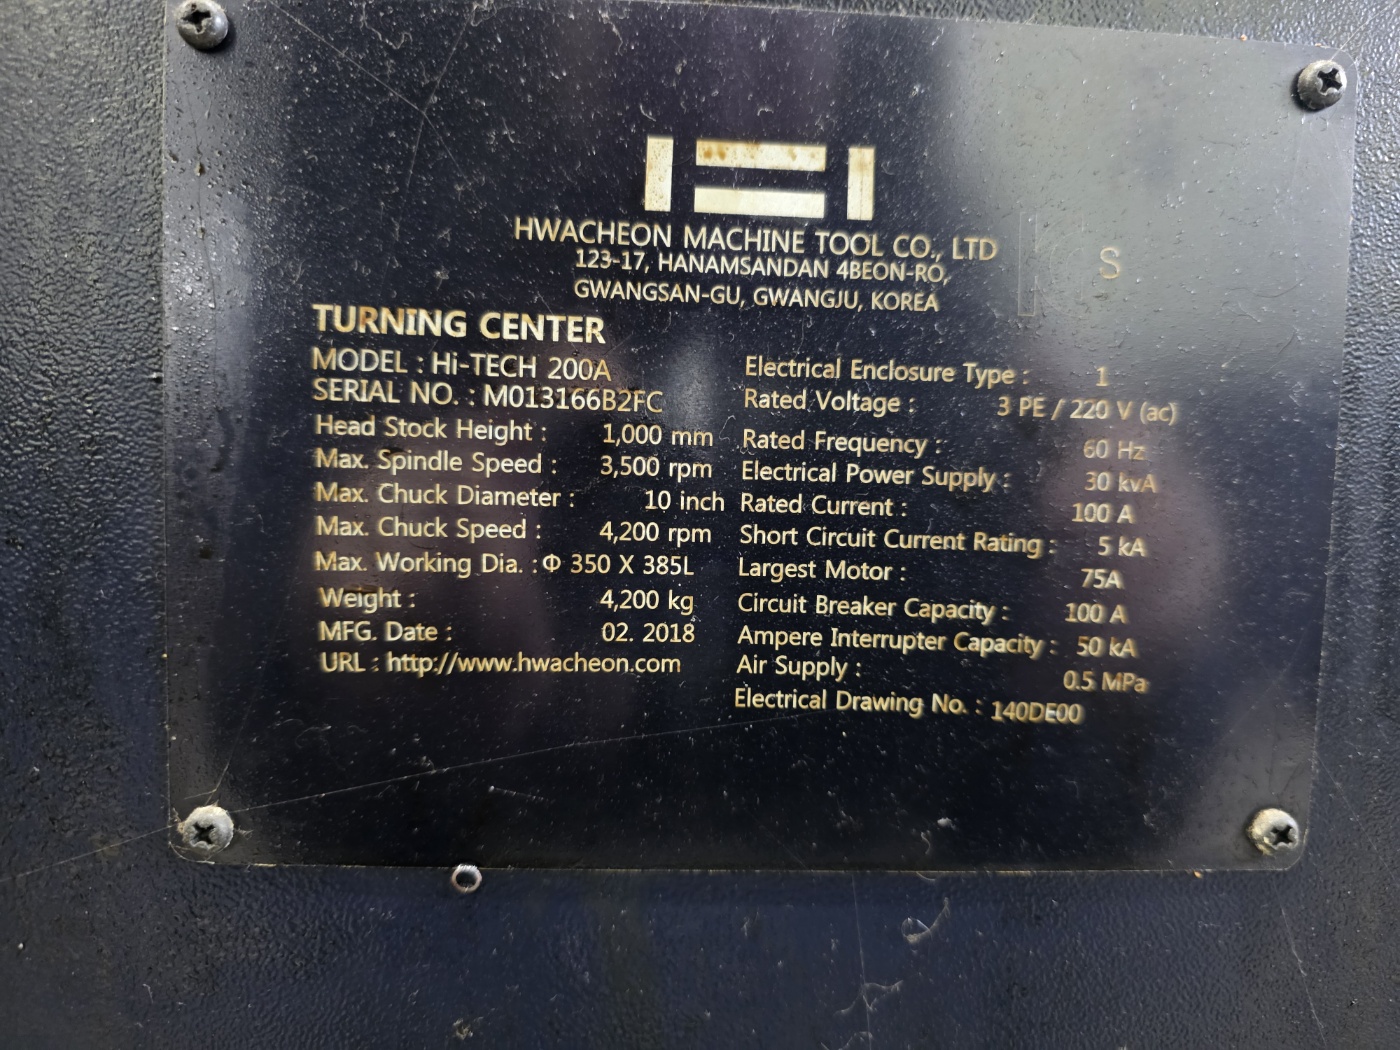 HWACHEON MACHINE TOOL CO., LTD
123-17, HANAMSANDAN 4BEON-RO,
GWANGSAN-GU, GWANGJU, KOREA
S
TURNING CENTER
MODEL : Hi-TECH 200A
SERIAL NO. : M013166B2FC
Head Stock Height : 1,000 mm
Max. Spindle Speed : 3,500 rpm
Max. Chuck Diameter : 10 inch
Max. Chuck Speed : 4,200 rpm
Max. Working Dia. : Φ 350 X 385L
Weight : 4,200 kg
MFG. Date : 02. 2018
URL : http://www.hwacheon.com
Electrical Enclosure Type : 1
Rated Voltage : 3 PE / 220 V (ac)
Rated Frequency : 60 Hz
Electrical Power Supply : 30 kvA
Rated Current : 100 A
Short Circuit Current Rating : 5 kA
Largest Motor : 75A
Circuit Breaker Capacity : 100 A
Ampere Interrupter Capacity : 50 kA
Air Supply : 0.5 MPa
Electrical Drawing No. : 140DE00